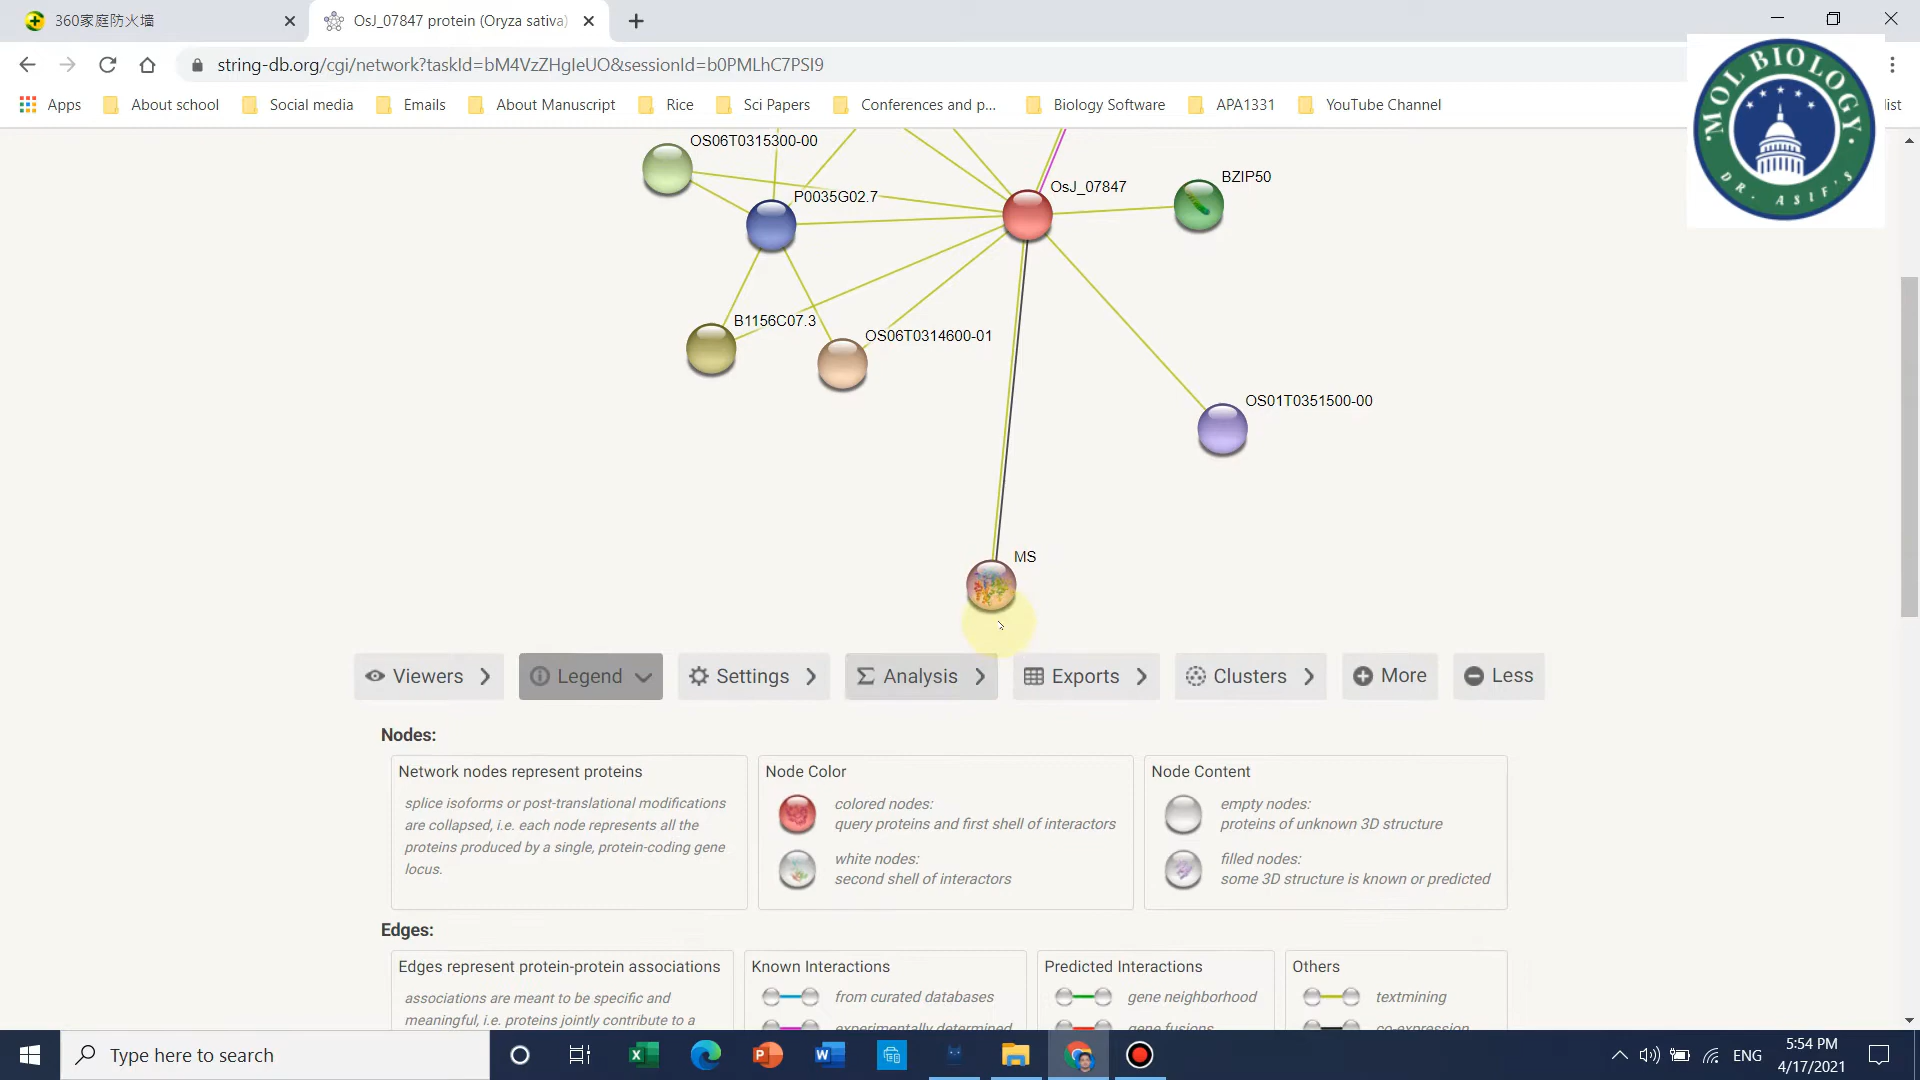 360家庭防火墙
OsJ_07847 protein (Oryza sativa)
string-db.org/cgi/network?taskId=bM4VzZHgIeUO&sessionId=b0PMLhC7PSI9
Apps
About school
Social media
Emails
About Manuscript
Rice
Sci Papers
Conferences and p...
Biology Software
APA1331
YouTube Channel
list
MOL BIOLOGY
DR. ASIF'S
OS06T0315300-00
P0035G02.7
OsJ_07847
BZIP50
B1156C07.3
OS06T0314600-01
OS01T0351500-00
MS
Viewers
Legend
Settings
Analysis
Exports
Clusters
More
Less
Nodes:
Network nodes represent proteins
splice isoforms or post-translational modifications
are collapsed, i.e. each node represents all the
proteins produced by a single, protein-coding gene
locus.
Node Color
colored nodes:
query proteins and first shell of interactors
white nodes:
second shell of interactors
Node Content
empty nodes:
proteins of unknown 3D structure
filled nodes:
some 3D structure is known or predicted
Edges:
Edges represent protein-protein associations
associations are meant to be specific and
meaningful, i.e. proteins jointly contribute to a
Known Interactions
from curated databases
experimentally determined
Predicted Interactions
gene neighborhood
gene fusions
Others
textmining
co-expression
Type here to search
ENG
5:54 PM
4/17/2021